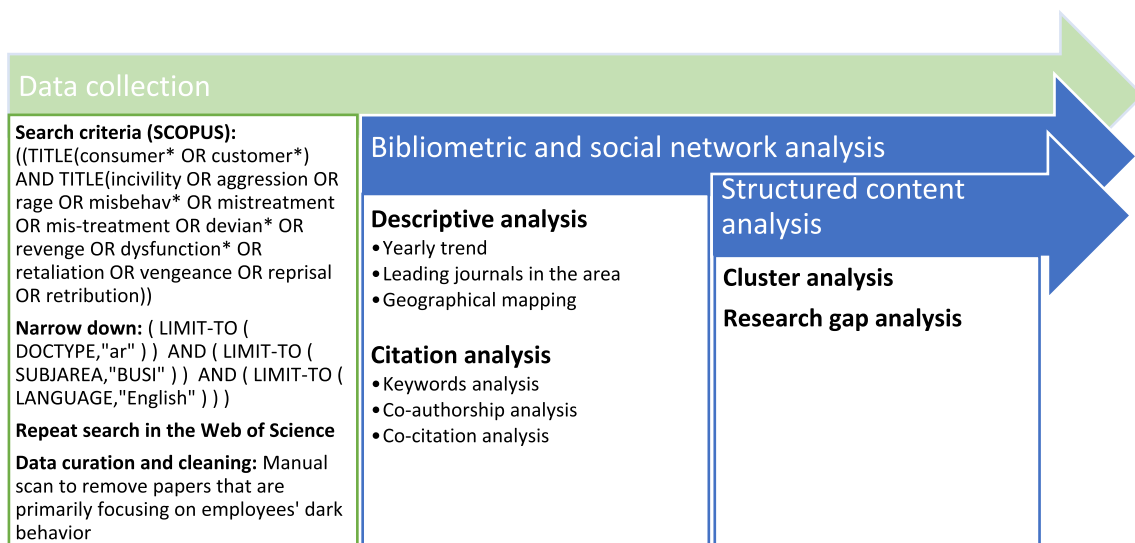 Data collection
Search criteria (SCOPUS):
((TITLE(consumer* OR customer*)
AND TITLE(incivility OR aggression OR
rage OR misbehav* OR mistreatment
OR mis-treatment OR devian* OR
revenge OR dysfunction* OR
retaliation OR vengeance OR reprisal
OR retribution))
Narrow down: ( LIMIT-TO (
DOCTYPE,"ar" ) ) AND ( LIMIT-TO (
SUBJAREA,"BUSI" ) ) AND ( LIMIT-TO (
LANGUAGE,"English" ) ) )
Repeat search in the Web of Science
Data curation and cleaning: Manual
scan to remove papers that are
primarily focusing on employees' dark
behavior
Bibliometric and social network analysis
Descriptive analysis
•Yearly trend
•Leading journals in the area
•Geographical mapping
Citation analysis
•Keywords analysis
•Co-authorship analysis
•Co-citation analysis
Structured content
analysis
Cluster analysis
Research gap analysis